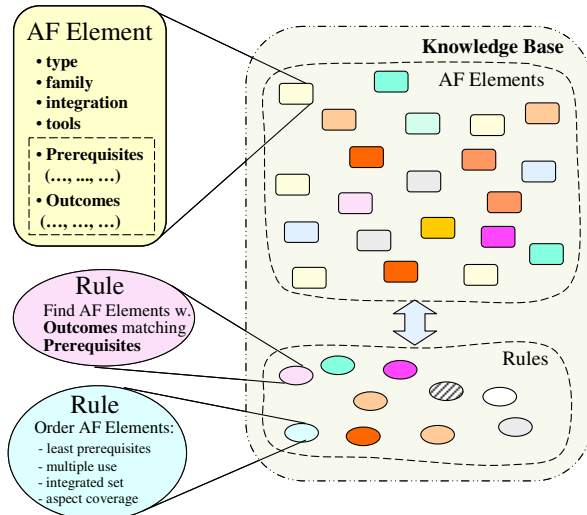 AF Element
• type
• family
• integration
• tools
• Prerequisites
(…, ..., …)
• Outcomes
(…, …, …)
Knowledge Base
AF Elements
Rule
Find AF Elements w.
Outcomes matching
Prerequisites
Rules
Rule
Order AF Elements:
- least prerequisites
- multiple use
- integrated set
- aspect coverage